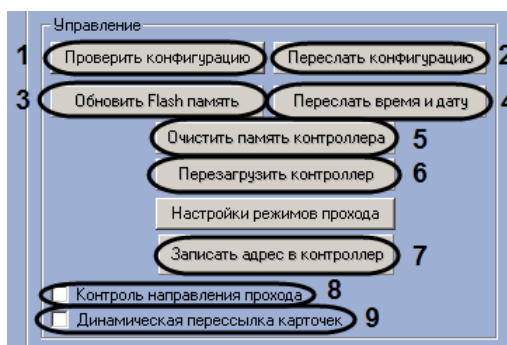 Управление
1 Проверить конфигурацию Переслать конфигурацию 2
3 Обновить Flash память Переслать время и дату 4
Очистить память контроллера 5
Перезагрузить контроллер 6
Настройки режимов прохода
Записать адрес в контроллер 7
Контроль направления прохода 8
Динамическая перессылка карточек 9